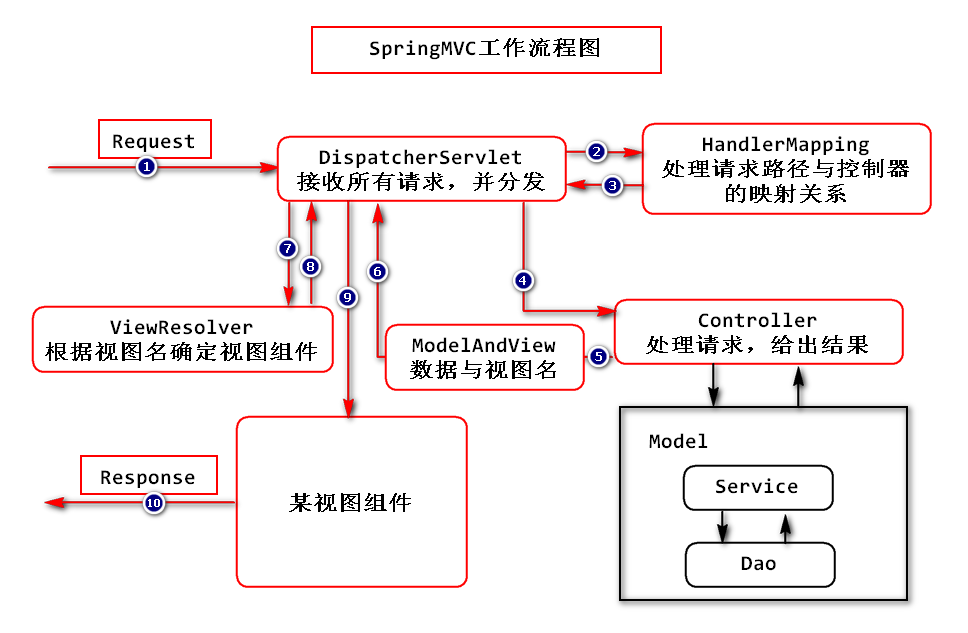 SpringMVC工作流程图
Request
1
DispatcherServlet
接收所有请求，并分发
2
3
HandlerMapping
处理请求路径与控制器
的映射关系
7
8
9
6
4
ViewResolver
根据视图名确定视图组件
ModelAndView
数据与视图名
5
Controller
处理请求，给出结果
Response
10
某视图组件
Model
Service
Dao